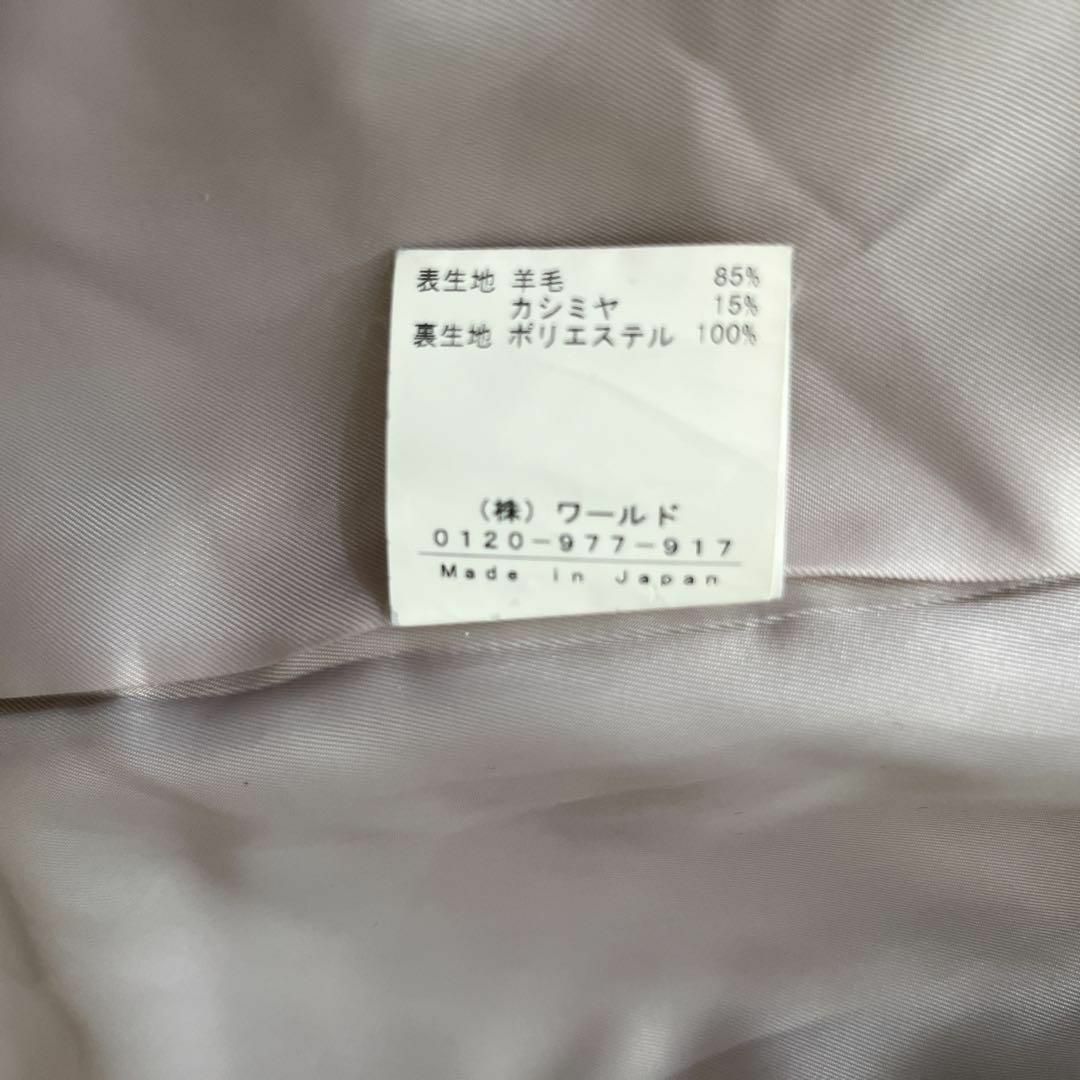 表生地 羊毛 85%
カシミヤ 15%
裏生地 ポリエステル 100%
(株)ワールド
0120-977-917
Made in Japan